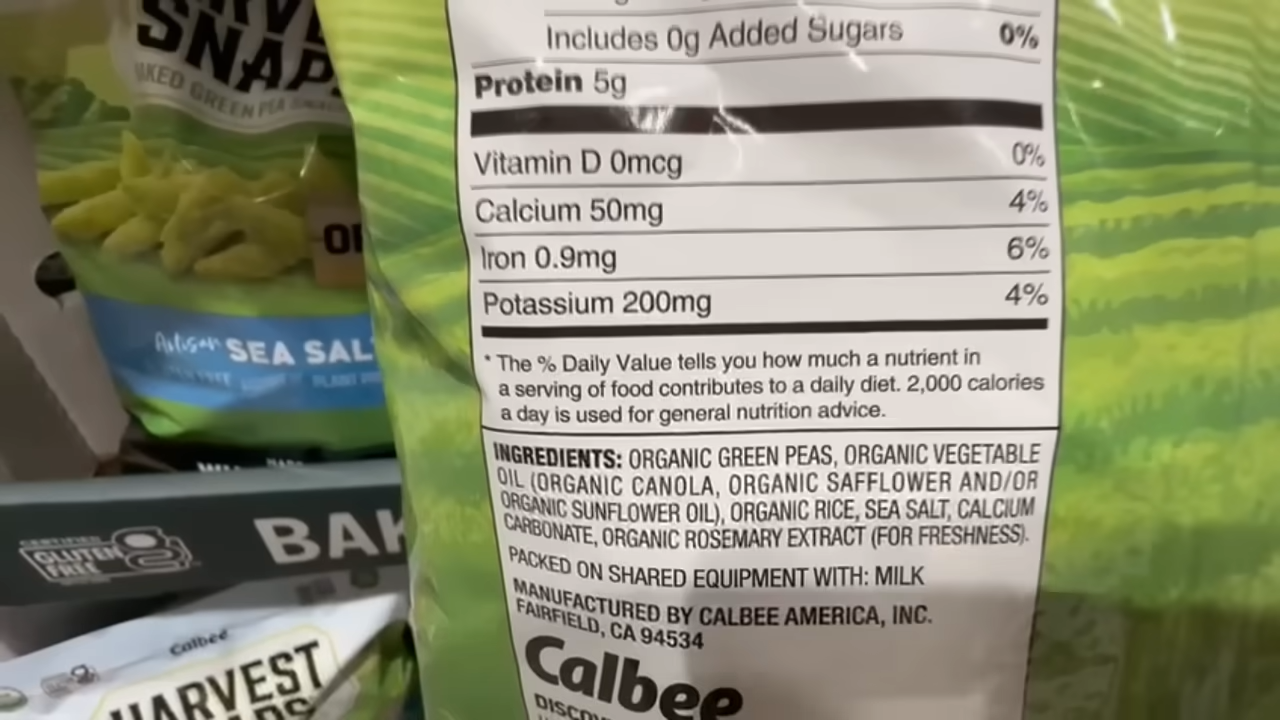 SNAP
BAKED GREEN PEA
Artisan SEA SAL
CERTIFIED
GLUTEN
FREE
BAK
Calbee
HARVEST
Includes 0g Added Sugars 0%
Protein 5g
Vitamin D 0mcg 0%
Calcium 50mg 4%
Iron 0.9mg 6%
Potassium 200mg 4%
* The % Daily Value tells you how much a nutrient in
a serving of food contributes to a daily diet. 2,000 calories
a day is used for general nutrition advice.
INGREDIENTS: ORGANIC GREEN PEAS, ORGANIC VEGETABLE
OIL (ORGANIC CANOLA, ORGANIC SAFFLOWER AND/OR
ORGANIC SUNFLOWER OIL), ORGANIC RICE, SEA SALT, CALCIUM
CARBONATE, ORGANIC ROSEMARY EXTRACT (FOR FRESHNESS).
PACKED ON SHARED EQUIPMENT WITH: MILK
MANUFACTURED BY CALBEE AMERICA, INC.
FAIRFIELD, CA 94534
Calbee